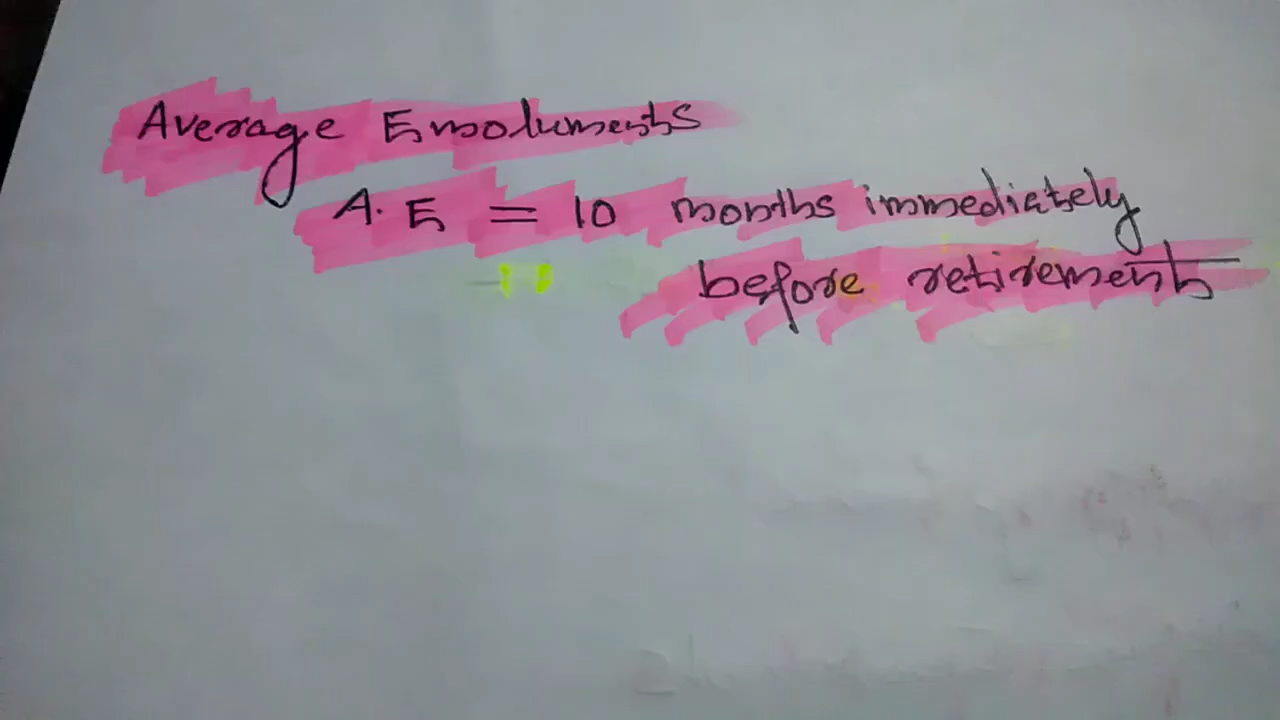 Average Emoluments
A.E = 10 months immediately
before retirement